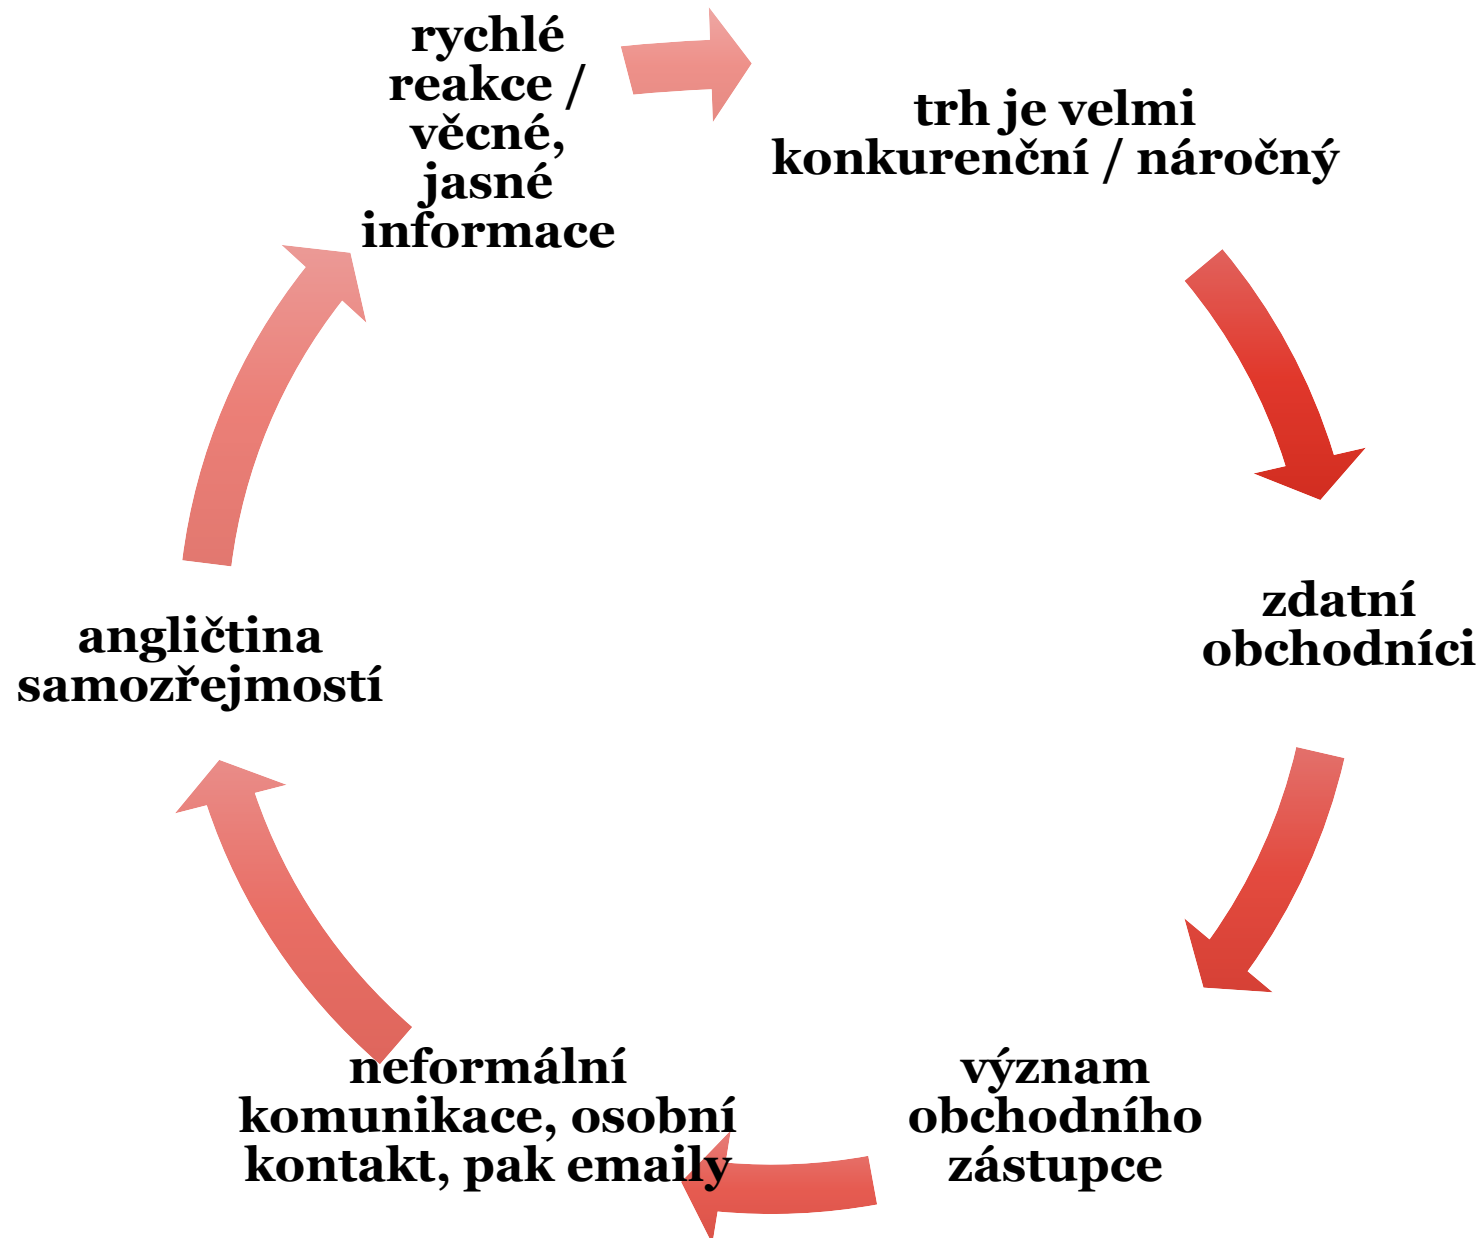 rychlé
reakce /
věcné,
jasné
informace
trh je velmi
konkurenční / náročný
zdatní
obchodníci
význam
obchodního
zástupce
neformální
komunikace, osobní
kontakt, pak emaily
angličtina
samozřejmostí